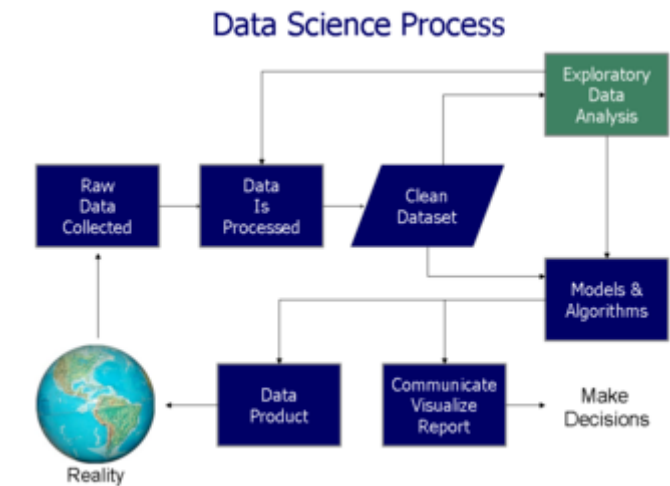 Data Science Process
Exploratory
Data
Analysis
Raw
Data
Collected
Data
Is
Processed
Clean
Dataset
Models &
Algorithms
Data
Product
Communicate
Visualize
Report
Make
Decisions
Reality